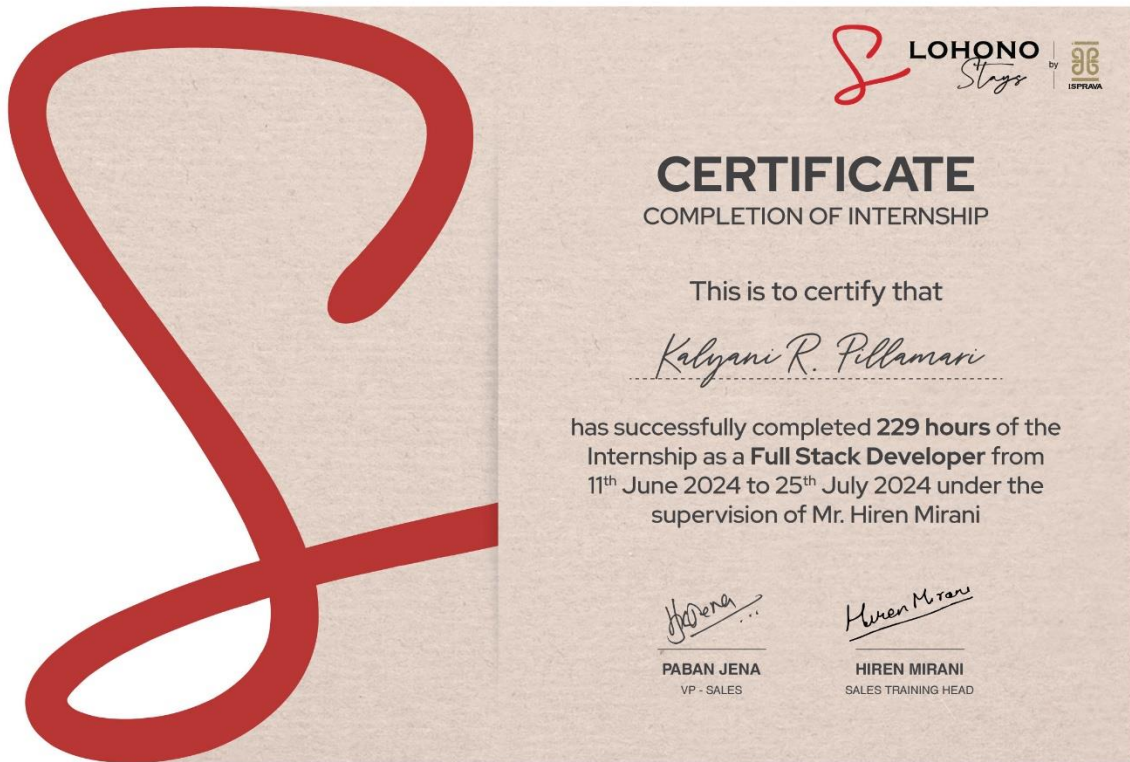 LOHONO
Stays
by
ISPRAVA
CERTIFICATE
COMPLETION OF INTERNSHIP
This is to certify that
Kalyani R. Pillamari
has successfully completed 229 hours of the
Internship as a Full Stack Developer from
11th June 2024 to 25th July 2024 under the
supervision of Mr. Hiren Mirani
Hiren Mirani
PABAN JENA
VP - SALES
HIREN MIRANI
SALES TRAINING HEAD